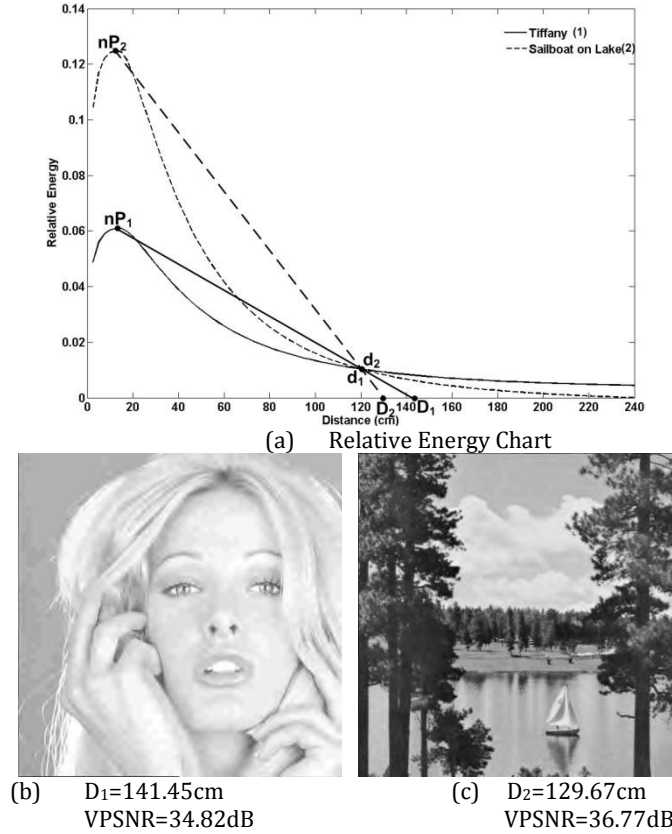 0.14
nP2
Tiffany (1)
Sailboat on Lake(2)
0.12
0.1
0.08
Relative Energy
nP1
0.06
0.04
0.02
d2
d1
0
D2
D1
0 20 40 60 80 100 120 140 160 180 200 220 240
Distance (cm)
(a) Relative Energy Chart
(b) D1=141.45cm
VPSNR=34.82dB
(c) D2=129.67cm
VPSNR=36.77dB